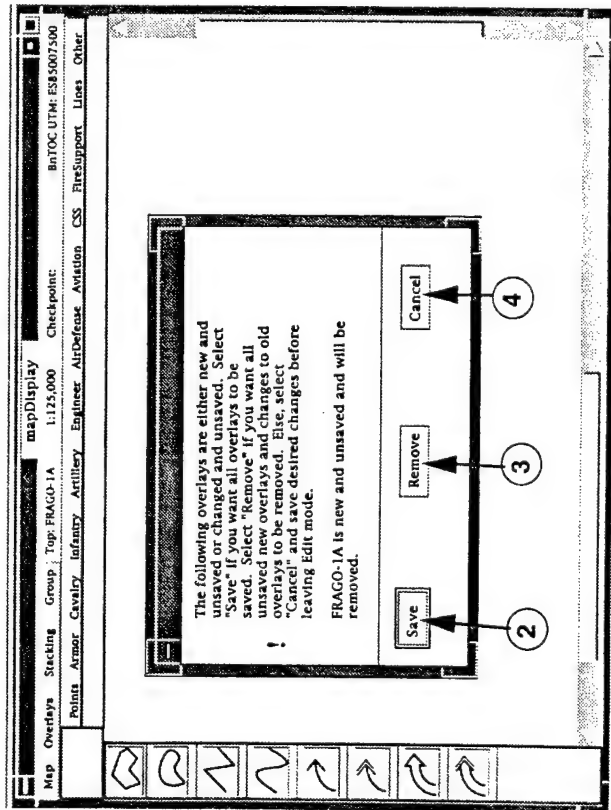 mapDisplay
Map Overlays Stacking Group Top: FRAGO-1A 1:125,000 Checkpoint: BnTOC UTM: ES85007500
Points Armor Cavalry Infantry Artillery Engineer AirDefense Aviation CSS FireSupport Lines Other
The following overlays are either new and
unsaved or changed and unsaved. Select
"Save" if you want all overlays to be
saved. Select "Remove" if you want all
! unsaved new overlays and changes to old
overlays to be removed. Else, select
"Cancel" and save desired changes before
leaving Edit mode.
FRAGO-1A is new and unsaved and will be
removed.
Save Remove Cancel
2 3 4